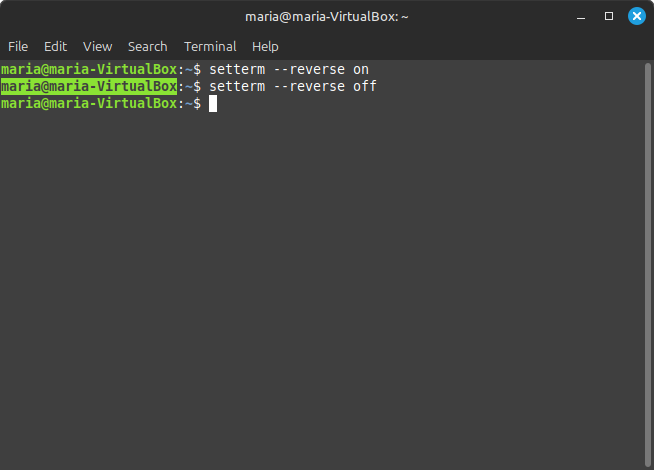 maria@maria-VirtualBox: ~
File Edit View Search Terminal Help
maria@maria-VirtualBox:~$ setterm --reverse on
maria@maria-VirtualBox:~$ setterm --reverse off
maria@maria-VirtualBox:~$